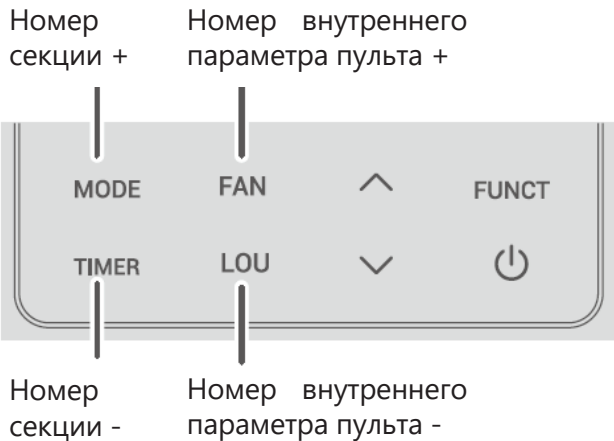 Номер
секции +
Номер внутреннего
параметра пульта +
MODE FAN FUNCT
TIMER LOU
Номер
секции -
Номер внутреннего
параметра пульта -